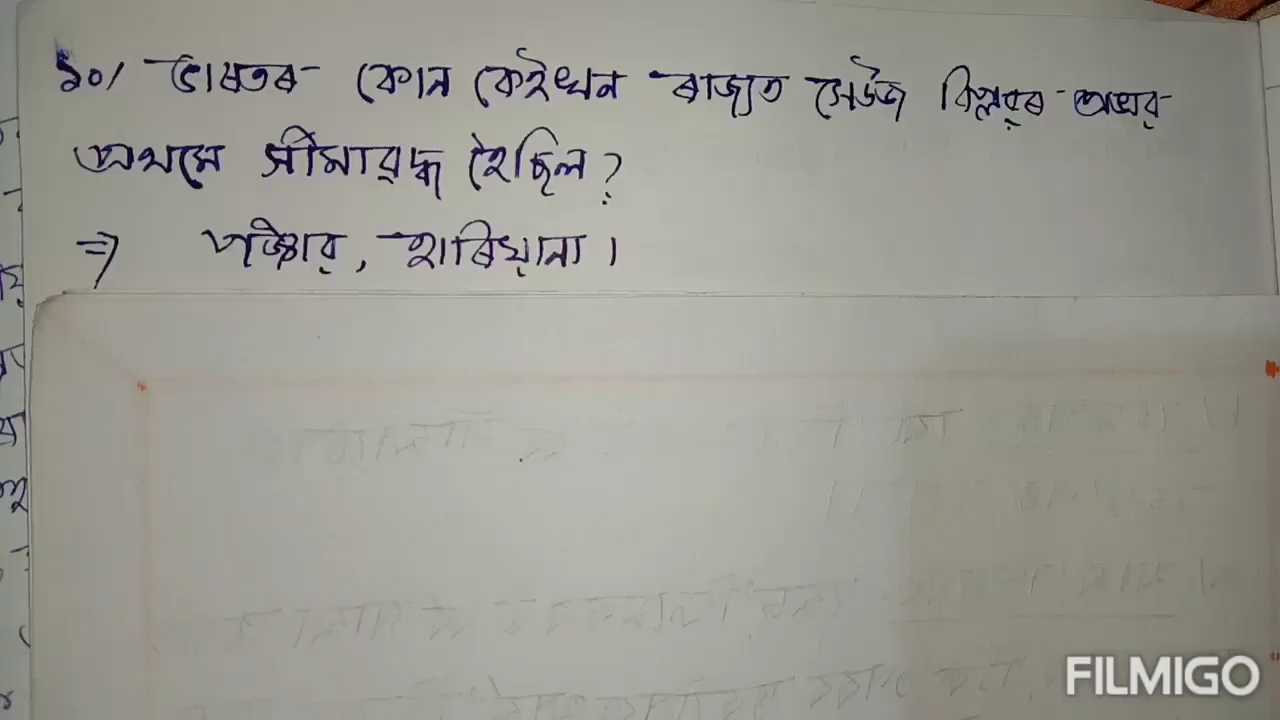 ১০/ ভাৰতৰ কোন কেইখন ৰাজ্যত সেউজ বিপ্লৱৰ প্ৰভাৱ
প্ৰথমে সীমাবদ্ধ হৈছিল?
⇒ পাঞ্জাব, হাৰিয়ানা।
FILMIGO